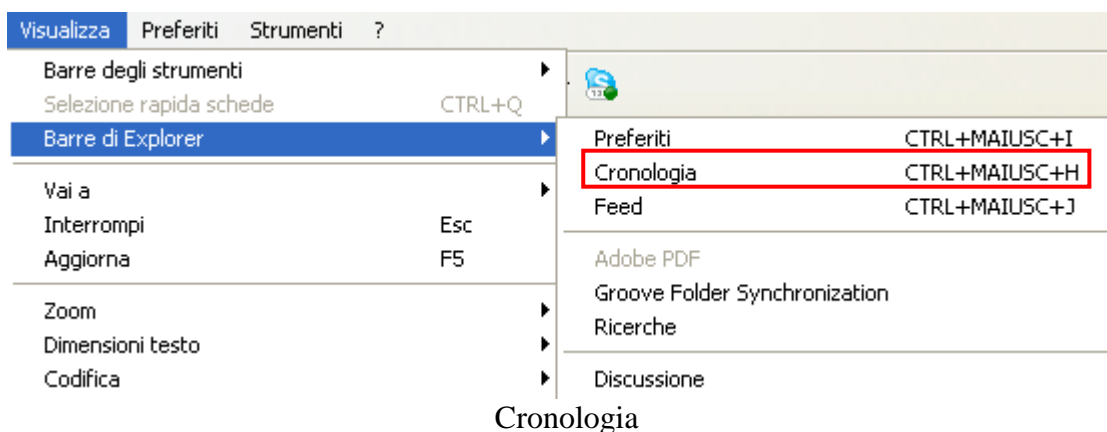 Visualizza Preferiti Strumenti ?
Barre degli strumenti
Selezione rapida schede CTRL+Q
Barre di Explorer
Vai a
Interrompi Esc
Aggiorna F5
Zoom
Dimensioni testo
Codifica
Preferiti CTRL+MAIUSC+I
Cronologia CTRL+MAIUSC+H
Feed CTRL+MAIUSC+J
Adobe PDF
Groove Folder Synchronization
Ricerche
Discussione
Cronologia